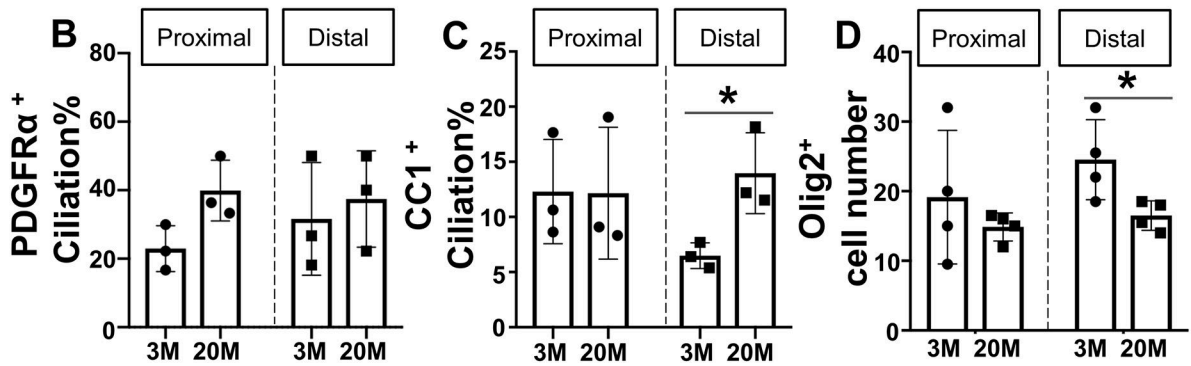 B
Proximal
Distal
PDGFRα+
Ciliation%
80
60
40
20
0
3M 20M 3M 20M
C
Proximal
Distal
*
CC1+
Ciliation%
25
20
15
10
5
0
3M 20M 3M 20M
D
Proximal
Distal
*
Olig2+
cell number
40
30
20
10
0
3M 20M 3M 20M